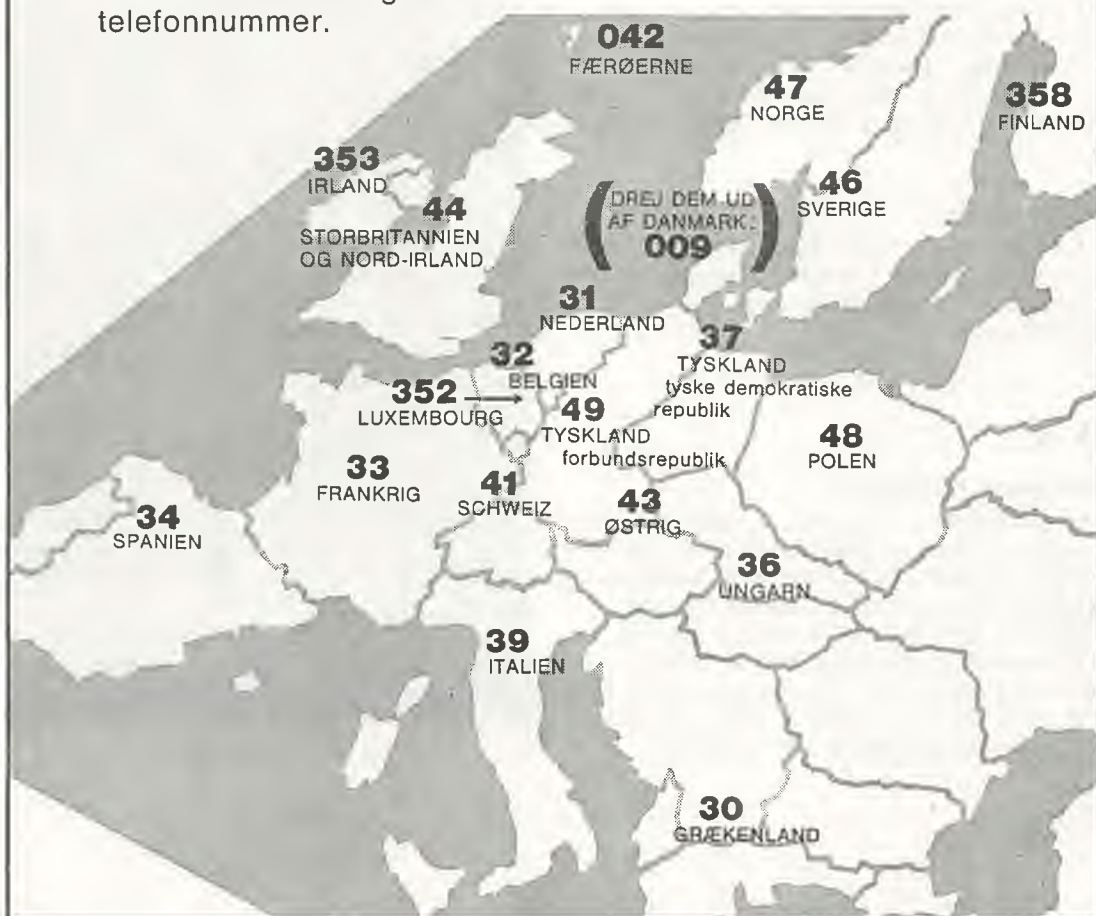 telefonnummer.
042
FÆRØERNE
47
NORGE
358
FINLAND
353
IRLAND
44
STORBRITANNIEN
OG NORD-IRLAND
(DREJ DEM UD
AF DANMARK:
009)
46
SVERIGE
31
NEDERLAND
32
BELGIEN
37
TYSKLAND
tyske demokratiske
republik
352
LUXEMBOURG
49
TYSKLAND
forbundsrepublik
48
POLEN
33
FRANKRIG
41
SCHWEIZ
43
ØSTRIG
34
SPANIEN
36
UNGARN
39
ITALIEN
30
GRÆKENLAND